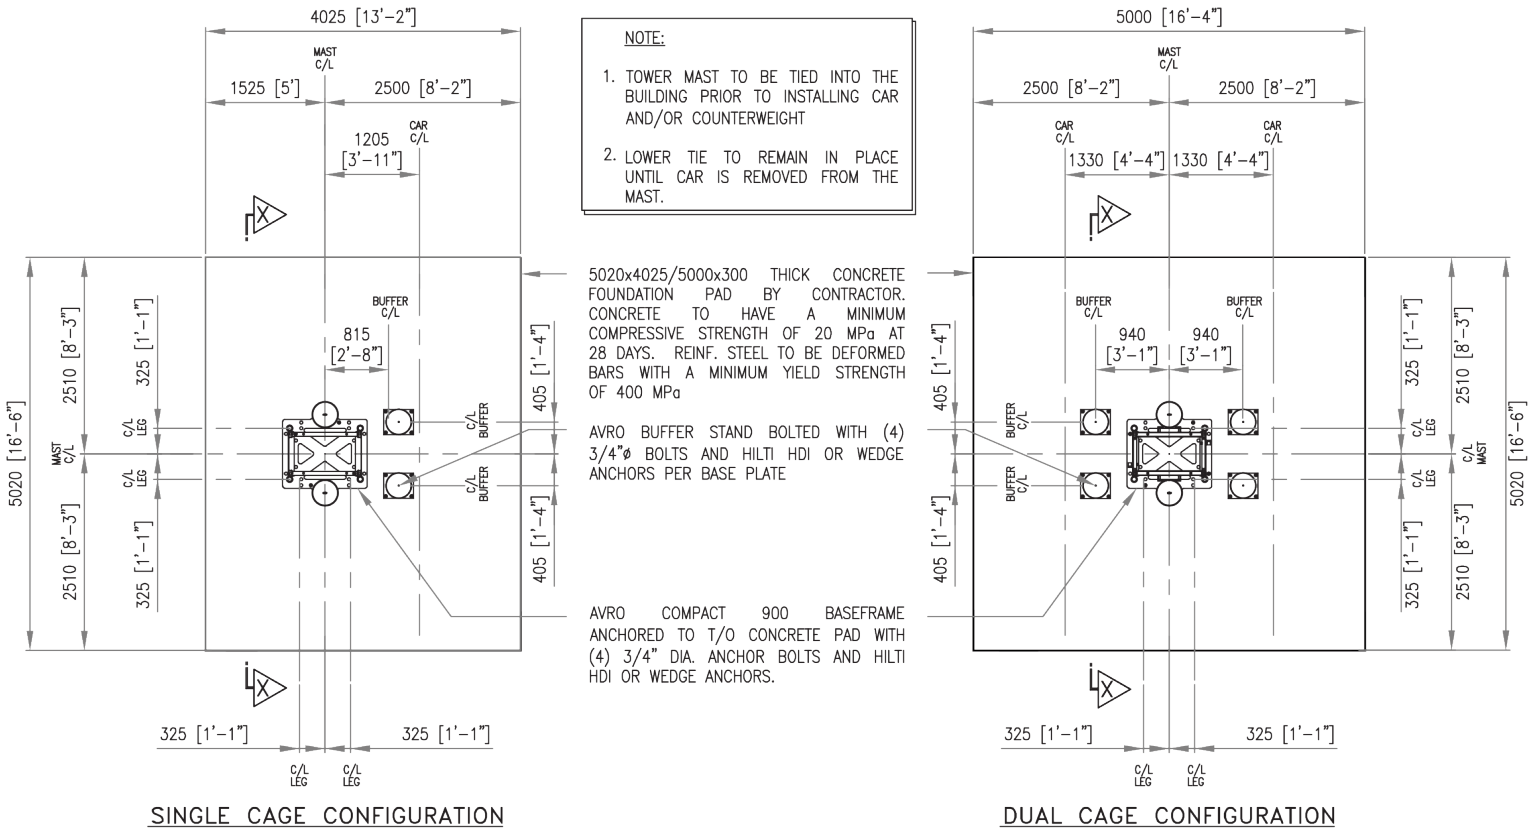 4025 [13'-2"]
MAST
C/L
1525 [5']
2500 [8'-2"]
CAR
C/L
1205
[3'-11"]
X
5020 [16'-6"]
2510 [8'-3"]
325 [1'-1"]
BUFFER
C/L
815
[2'-8"]
405 [1'-4"]
C/L
LEG
MAST
C/L
C/L
LEG
C/L
BUFFER
C/L
BUFFER
2510 [8'-3"]
325 [1'-1"]
405 [1'-4"]
X
325 [1'-1"]
325 [1'-1"]
C/L
LEG
C/L
LEG
SINGLE CAGE CONFIGURATION
NOTE:
1. TOWER MAST TO BE TIED INTO THE
BUILDING PRIOR TO INSTALLING CAR
AND/OR COUNTERWEIGHT
2. LOWER TIE TO REMAIN IN PLACE
UNTIL CAR IS REMOVED FROM THE
MAST.
5020x4025/5000x300 THICK CONCRETE
FOUNDATION PAD BY CONTRACTOR.
CONCRETE TO HAVE A MINIMUM
COMPRESSIVE STRENGTH OF 20 MPa AT
28 DAYS. REINF. STEEL TO BE DEFORMED
BARS WITH A MINIMUM YIELD STRENGTH
OF 400 MPa
AVRO BUFFER STAND BOLTED WITH (4)
3/4"ø BOLTS AND HILTI HDI OR WEDGE
ANCHORS PER BASE PLATE
AVRO COMPACT 900 BASEFRAME
ANCHORED TO T/O CONCRETE PAD WITH
(4) 3/4" DIA. ANCHOR BOLTS AND HILTI
HDI OR WEDGE ANCHORS.
5000 [16'-4"]
MAST
C/L
2500 [8'-2"]
2500 [8'-2"]
CAR
C/L
CAR
C/L
1330 [4'-4"]
1330 [4'-4"]
X
BUFFER
C/L
BUFFER
C/L
940
[3'-1"]
940
[3'-1"]
405 [1'-4"]
325 [1'-1"]
2510 [8'-3"]
5020 [16'-6"]
C/L
BUFFER
C/L
BUFFER
C/L
LEG
C/L
MAST
C/L
LEG
405 [1'-4"]
325 [1'-1"]
2510 [8'-3"]
X
325 [1'-1"]
325 [1'-1"]
C/L
LEG
C/L
LEG
DUAL CAGE CONFIGURATION